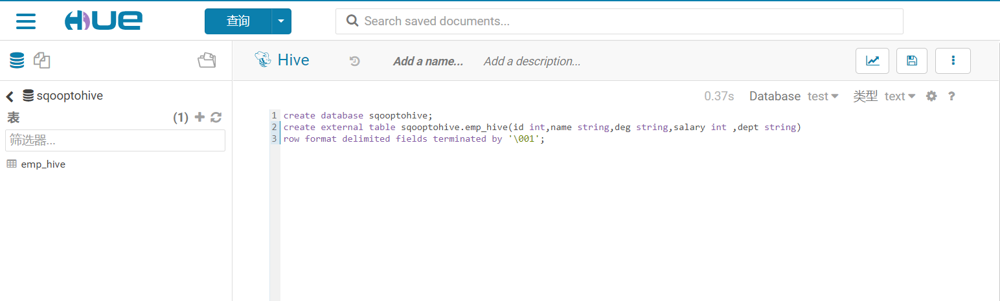 HUE
查询
Search saved documents...
Hive
Add a name...
Add a description...
sqooptohive
0.37s
Database test
类型 text
?
表
(1)
筛选器...
emp_hive
1 create database sqooptohive;
2 create external table sqooptohive.emp_hive(id int,name string,deg string,salary int ,dept string)
3 row format delimited fields terminated by '\001';